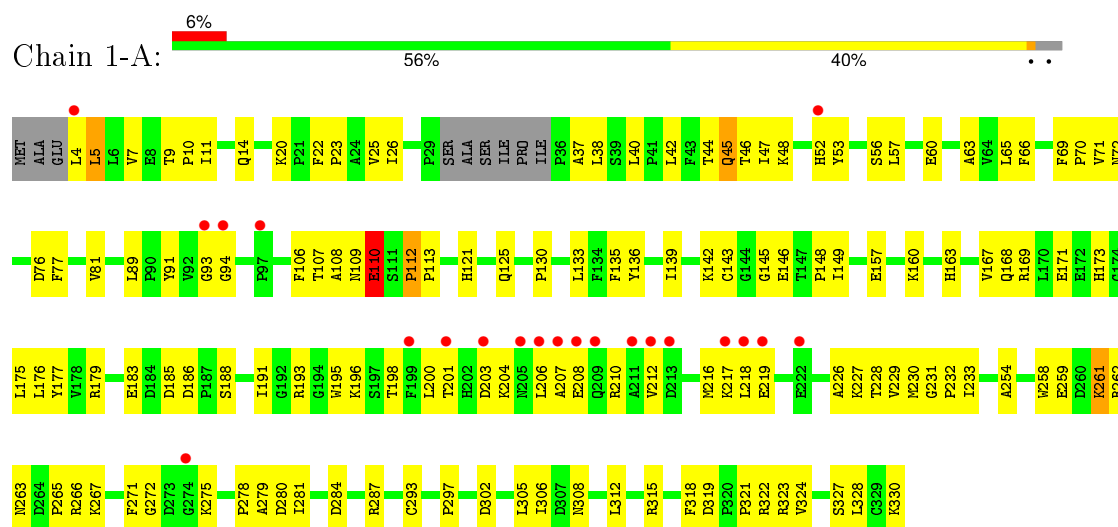 6%
Chain 1-A:
56% 40% • •
MET ALA GLU L4 L5 L6 V7 E8 T9 P10 I11 Q14 K20 P21 F22 P23 A24 V25 I26 P29 SER ALA SER ILE PRO ILE P36 A37 L38 S39 L40 P41 L42 F43 T44 Q45 T46 I47 K48 H52 Y53 S56 L57 E60 A63 V64 L65 F66 F69 P70 V71 N72
D76 F77 V81 L89 P90 Y91 V92 G93 G94 P97 F106 T107 A108 N109 E110 S111 P112 P113 H121 Q125 P130 L133 F134 F135 Y136 I139 K142 C143 G144 G145 E146 T147 P148 I149 E157 K160 H163 V167 Q168 R169 L170 E171 E172 H173 G174
L175 L176 Y177 V178 R179 E183 D184 D185 D186 P187 S188 I191 G192 R193 G194 W195 K196 S197 T198 F199 L200 T201 H202 D203 K204 N205 L206 A207 E208 Q209 R210 A211 V212 D213 M216 K217 L218 E219 E222 A226 K227 T228 V229 M230 G231 P232 I233 A254 W258 E259 D260 K261 R262
N263 D264 P265 R266 K267 F271 G272 D273 G274 K275 P278 A279 D280 I281 D284 R287 C293 P297 D302 L305 I306 D307 N308 L312 R315 F318 D319 P320 P321 R322 R323 V324 S327 L328 C329 K330